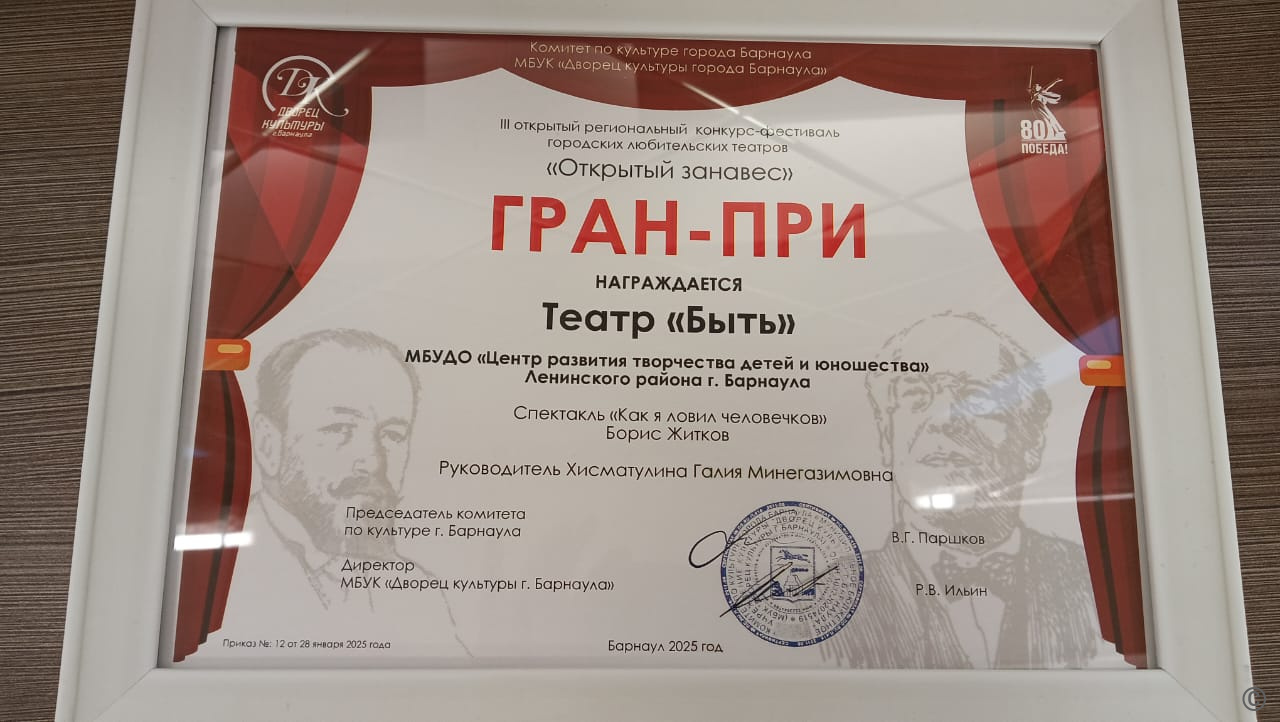 Комитет по культуре города Барнаула
МБУК «Дворец культуры города Барнаула»
ДК
ДВОРЕЦ
КУЛЬТУРЫ
г.Барнаула
80
ПОБЕДА!
III открытый региональный конкурс-фестиваль
городских любительских театров
«Открытый занавес»
ГРАН-ПРИ
НАГРАЖДАЕТСЯ
Театр «Быть»
МБУДО «Центр развития творчества детей и юношества»
Ленинского района г. Барнаула
Спектакль «Как я ловил человечков»
Борис Житков
Руководитель Хисматулина Галия Минегазимовна
Председатель комитета
по культуре г. Барнаула
В.Г. Паршков
Директор
МБУК «Дворец культуры г. Барнаула»
Р.В. Ильин
Приказ №: 12 от 28 января 2025 года
Барнаул 2025 год
©